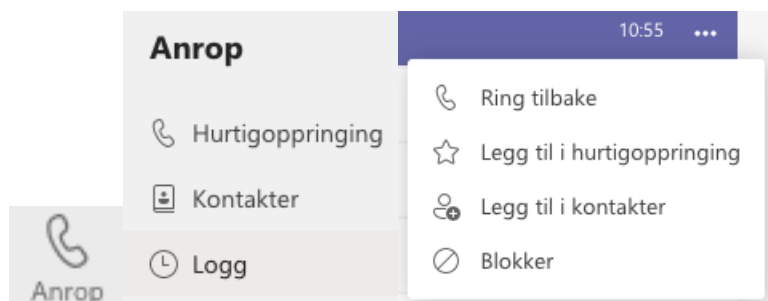 Anrop
Hurtigoppringing
Kontakter
Logg
Anrop
10:55
Ring tilbake
Legg til i hurtigoppringing
Legg til i kontakter
Blokker